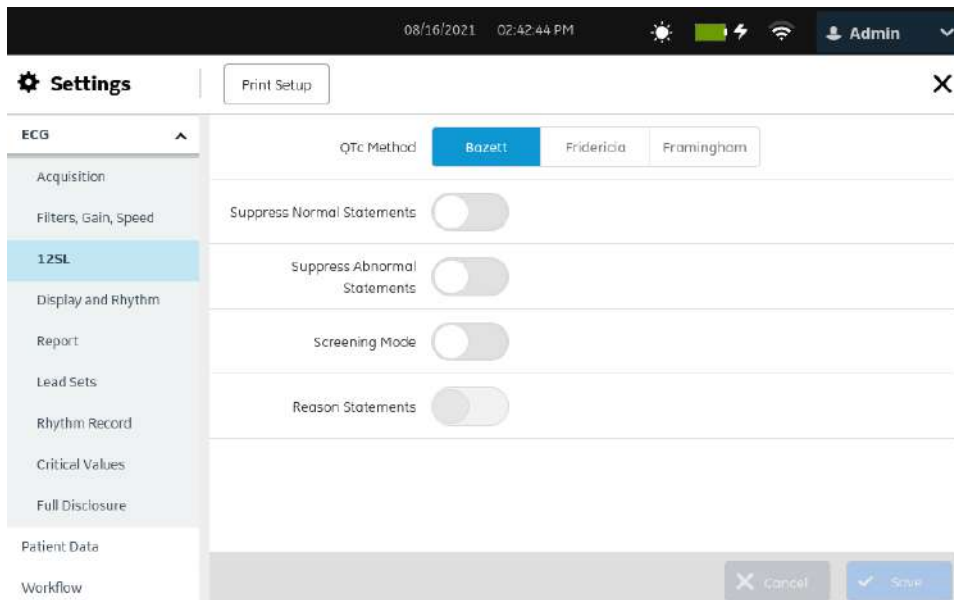 08/16/2021 02:42:44 PM Admin
Settings Print Setup
ECG
QTc Method Bazett Fridericia Framingham
Acquisition
Filters, Gain, Speed
Suppress Normal Statements
12SL
Suppress Abnormal
Statements
Display and Rhythm
Report
Screening Mode
Lead Sets
Reason Statements
Rhythm Record
Critical Values
Full Disclosure
Patient Data
Workflow
Cancel Save